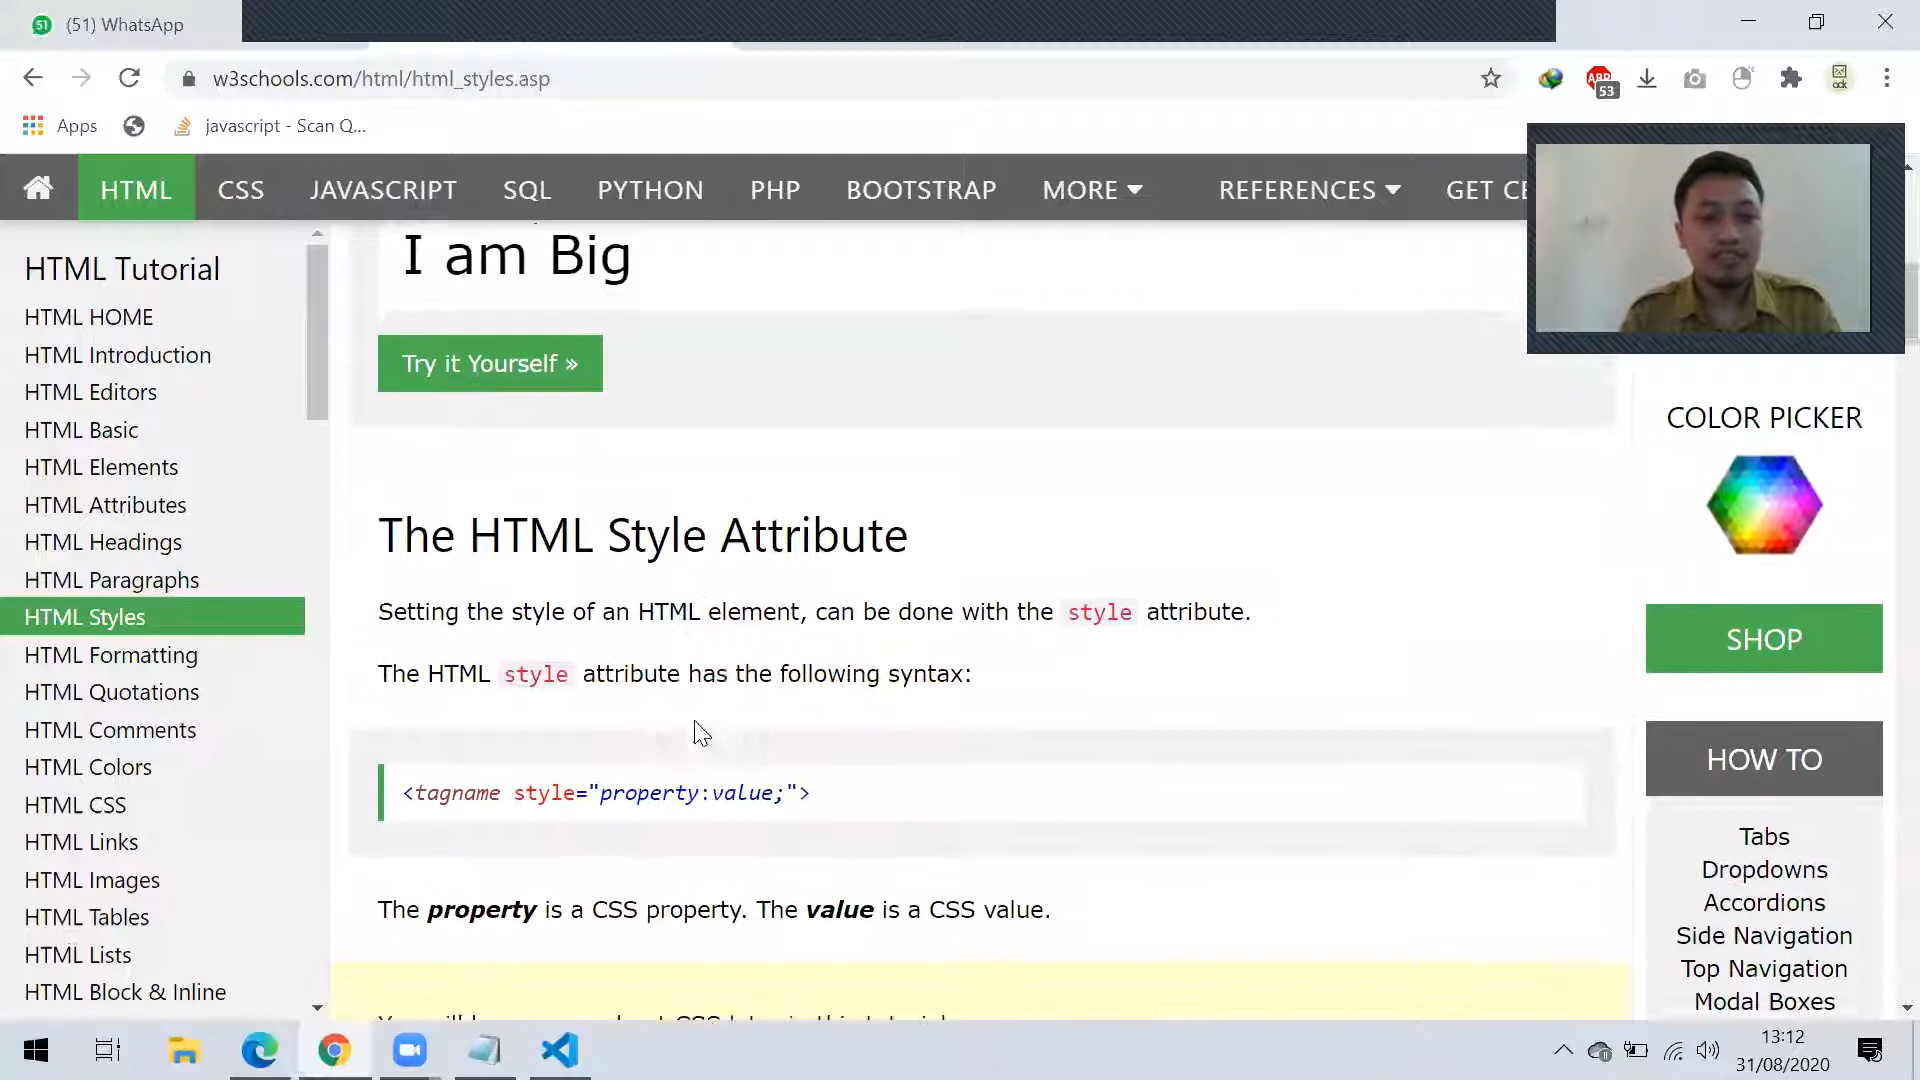 51 (51) WhatsApp
w3schools.com/html/html_styles.asp
ABP 53
ack
Apps
javascript - Scan Q...
HTML CSS JAVASCRIPT SQL PYTHON PHP BOOTSTRAP MORE REFERENCES GET CE
HTML Tutorial
HTML HOME
HTML Introduction
HTML Editors
HTML Basic
HTML Elements
HTML Attributes
HTML Headings
HTML Paragraphs
HTML Styles
HTML Formatting
HTML Quotations
HTML Comments
HTML Colors
HTML CSS
HTML Links
HTML Images
HTML Tables
HTML Lists
HTML Block & Inline
I am Big
Try it Yourself »
The HTML Style Attribute
Setting the style of an HTML element, can be done with the style attribute.
The HTML style attribute has the following syntax:
<tagname style="property:value;">
The property is a CSS property. The value is a CSS value.
COLOR PICKER
SHOP
HOW TO
Tabs
Dropdowns
Accordions
Side Navigation
Top Navigation
Modal Boxes
13:12
31/08/2020